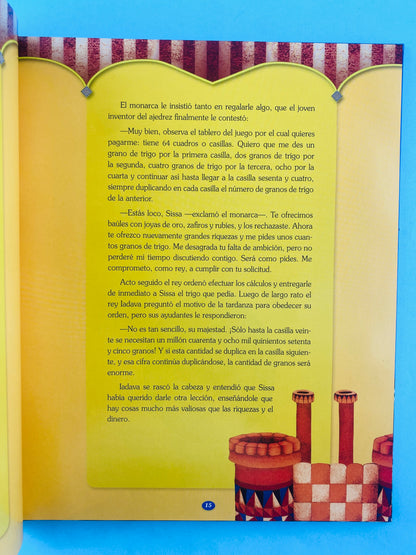 El monarca le insistió tanto en regalarle algo, que el joven
inventor del ajedrez finalmente le contestó:
—Muy bien, observa el tablero del juego por el cual quieres
pagarme: tiene 64 cuadros o casillas. Quiero que me des un
grano de trigo por la primera casilla, dos granos de trigo por
la segunda, cuatro granos de trigo por la tercera, ocho por la
cuarta y continuar así hasta llegar a la casilla sesenta y cuatro,
siempre duplicando en cada casilla el número de granos de trigo
de la anterior.
—Estás loco, Sissa —exclamó el monarca—. Te ofrecimos
baúles con joyas de oro, zafiros y rubíes, y los rechazaste. Ahora
te ofrezco nuevamente grandes riquezas y me pides unos cuan-
tos granos de trigo. Me desagrada tu falta de ambición, pero no
perderé mi tiempo discutiendo contigo. Será como pides. Me
comprometo, como rey, a cumplir con tu solicitud.
Acto seguido el rey ordenó efectuar los cálculos y entregarle
de inmediato a Sissa el trigo que pedía. Luego de largo rato el
rey Iadava preguntó el motivo de la tardanza para obedecer su
orden, pero sus ayudantes le respondieron:
—No es tan sencillo, su majestad. ¡Sólo hasta la casilla vein-
te se necesitan un millón cuarenta y ocho mil quinientos setenta
y cinco granos! Y si esta cantidad se duplica en la casilla siguien-
te, y esa cifra continúa duplicándose, la cantidad de granos será
enorme.
Iadava se rascó la cabeza y entendió que Sissa
había querido darle otra lección, enseñándole que
hay cosas mucho más valiosas que las riquezas y el
dinero.
15